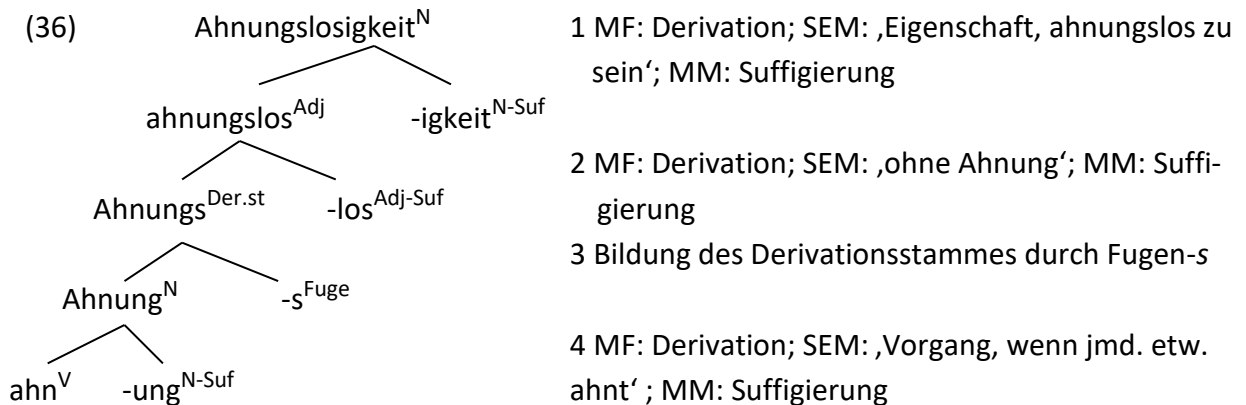 (36) Ahnungslosigkeit^N 1 MF: Derivation; SEM: ‚Eigenschaft, ahnungslos zu
sein‘; MM: Suffigierung
ahnungslos^Adj -igkeit^N-Suf
2 MF: Derivation; SEM: ‚ohne Ahnung‘; MM: Suffi-
Ahnungs^Der.st -los^Adj-Suf
gierung
3 Bildung des Derivationsstammes durch Fugen-s
Ahnung^N -s^Fuge
4 MF: Derivation; SEM: ‚Vorgang, wenn jmd. etw.
ahn^V -ung^N-Suf ahnt‘ ; MM: Suffigierung